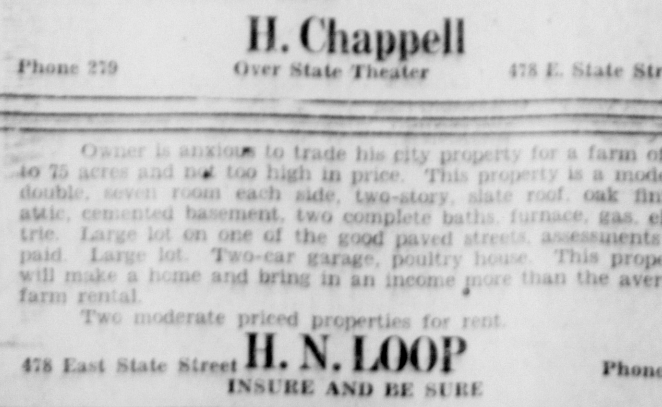 H. Chappell
Phone 279 Over State Theater 478 E. State Str
Owner is anxious to trade his city property for a farm of
to 75 acres and not too high in price. This property is a mode
double, seven room each side, two-story, slate roof, oak fin
attic, cemented basement, two complete baths, furnace, gas, el
tric. Large lot on one of the good paved streets, assessments
paid. Large lot. Two-car garage, poultry house. This prope
will make a home and bring in an income more than the aver
farm rental.
Two moderate priced properties for rent.
478 East State Street H. N. LOOP Phone
INSURE AND BE SURE